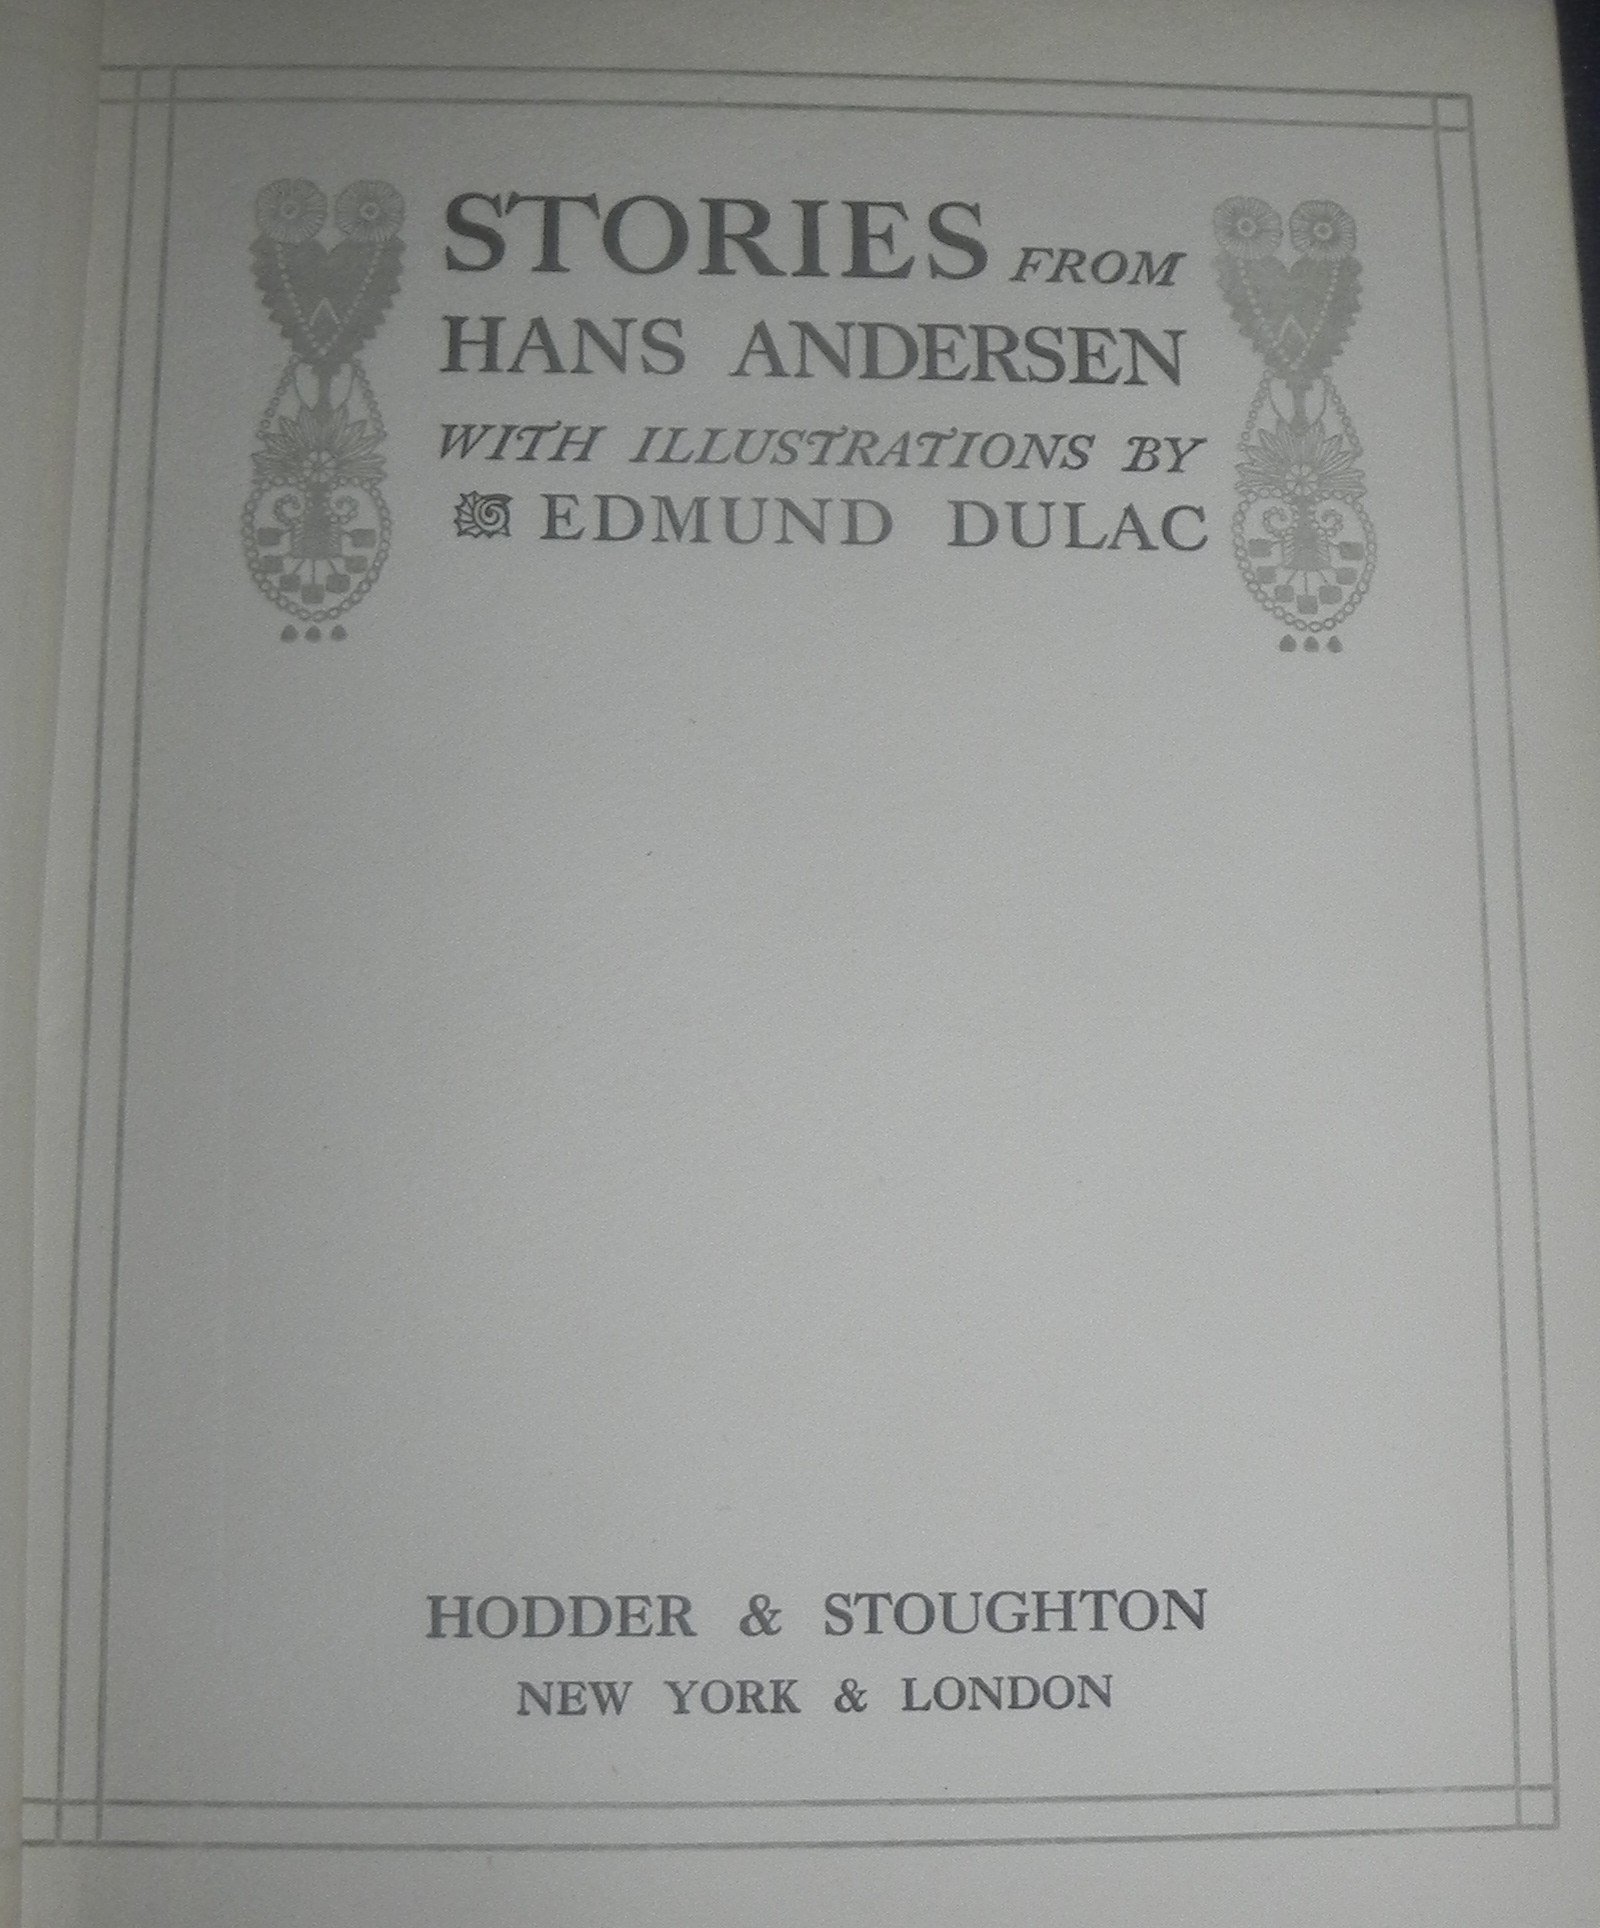 STORIES FROM
HANS ANDERSEN
WITH ILLUSTRATIONS BY
EDMUND DULAC
HODDER & STOUGHTON
NEW YORK & LONDON